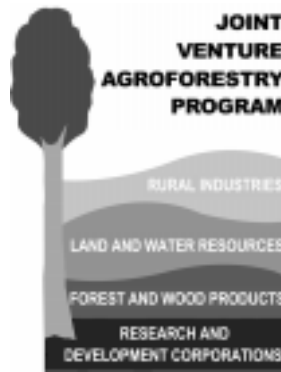 JOINT
VENTURE
AGROFORESTRY
PROGRAM
RURAL INDUSTRIES
LAND AND WATER RESOURCES
FOREST AND WOOD PRODUCTS
RESEARCH AND
DEVELOPMENT CORPORATIONS